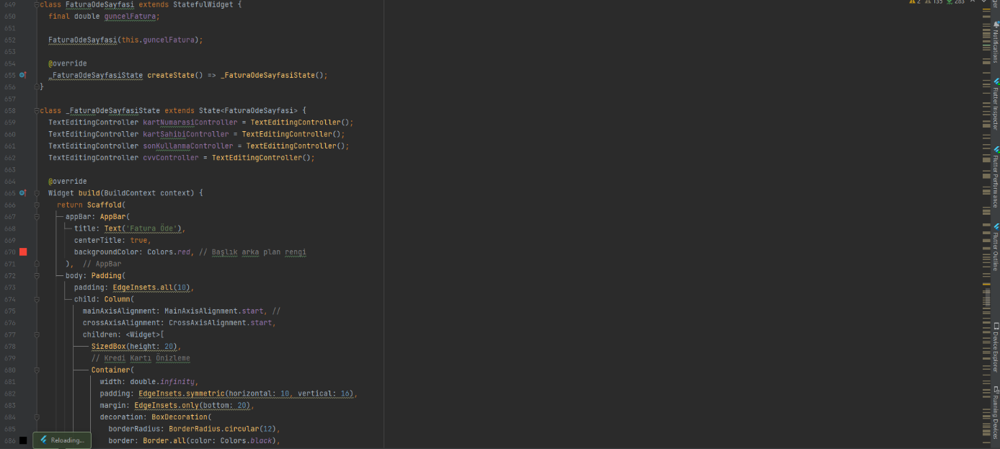 649 class FaturaOdeSayfasi extends StatefulWidget {
650 final double guncelFatura;
651
652 FaturaOdeSayfasi(this.guncelFatura);
653
654 @override
655 _FaturaOdeSayfasiState createState() => _FaturaOdeSayfasiState();
656 }
657
658 class _FaturaOdeSayfasiState extends State<FaturaOdeSayfasi> {
659 TextEditingController kartNumarasiController = TextEditingController();
660 TextEditingController kartSahibiController = TextEditingController();
661 TextEditingController sonKullanmaController = TextEditingController();
662 TextEditingController cvvController = TextEditingController();
663
664 @override
665 Widget build(BuildContext context) {
666 return Scaffold(
667 appBar: AppBar(
668 title: Text('Fatura Öde'),
669 centerTitle: true,
670 backgroundColor: Colors.red, // Başlık arka plan rengi
671 ), // AppBar
672 body: Padding(
673 padding: EdgeInsets.all(10),
674 child: Column(
675 mainAxisAlignment: MainAxisAlignment.start, //
676 crossAxisAlignment: CrossAxisAlignment.start,
677 children: <Widget>[
678 SizedBox(height: 20),
679 // Kredi Kartı Önizleme
680 Container(
681 width: double.infinity,
682 padding: EdgeInsets.symmetric(horizontal: 10, vertical: 16),
683 margin: EdgeInsets.only(bottom: 20),
684 decoration: BoxDecoration(
685 borderRadius: BorderRadius.circular(12),
686 border: Border.all(color: Colors.black),
Reloading...
2 135 283
Notifications
Flutter Inspector
Flutter Performance
Flutter Outline
Device Explorer
Running Devices